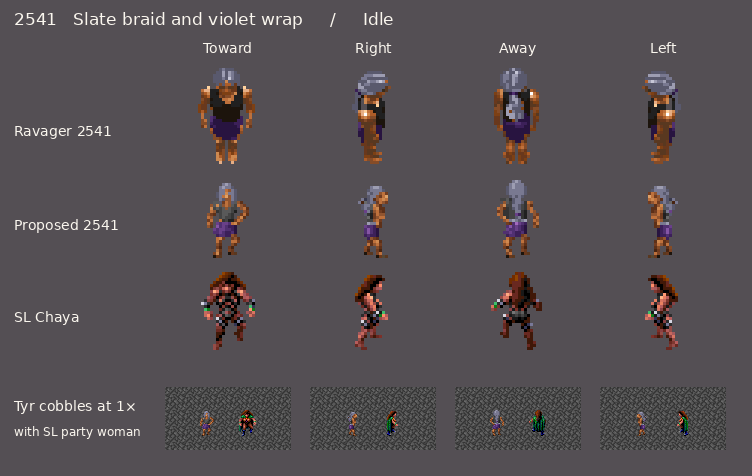 2541 Slate braid and violet wrap / Idle
Toward Right Away Left
Ravager 2541
Proposed 2541
SL Chaya
Tyr cobbles at 1×
with SL party woman